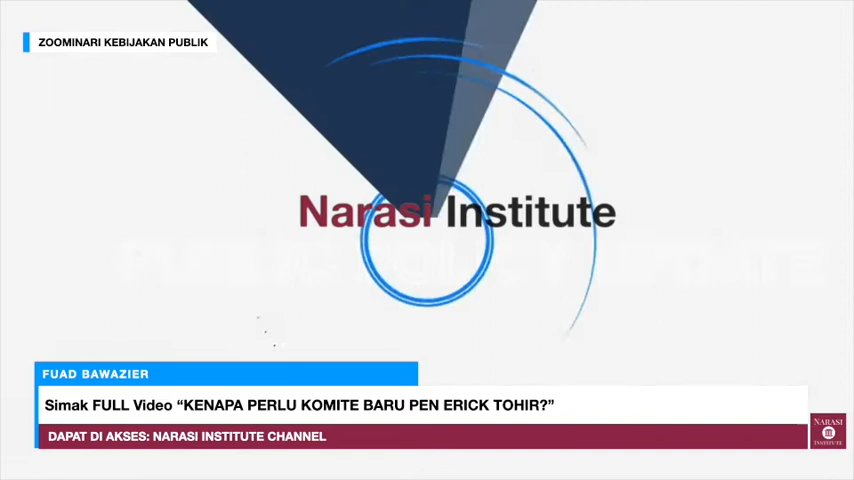 ZOOMINARI KEBIJAKAN PUBLIK
Narasi Institute
FUAD BAWAZIER
Simak FULL Video “KENAPA PERLU KOMITE BARU PEN ERICK TOHIR?”
DAPAT DI AKSES: NARASI INSTITUTE CHANNEL
NARASI
INSTITUTE